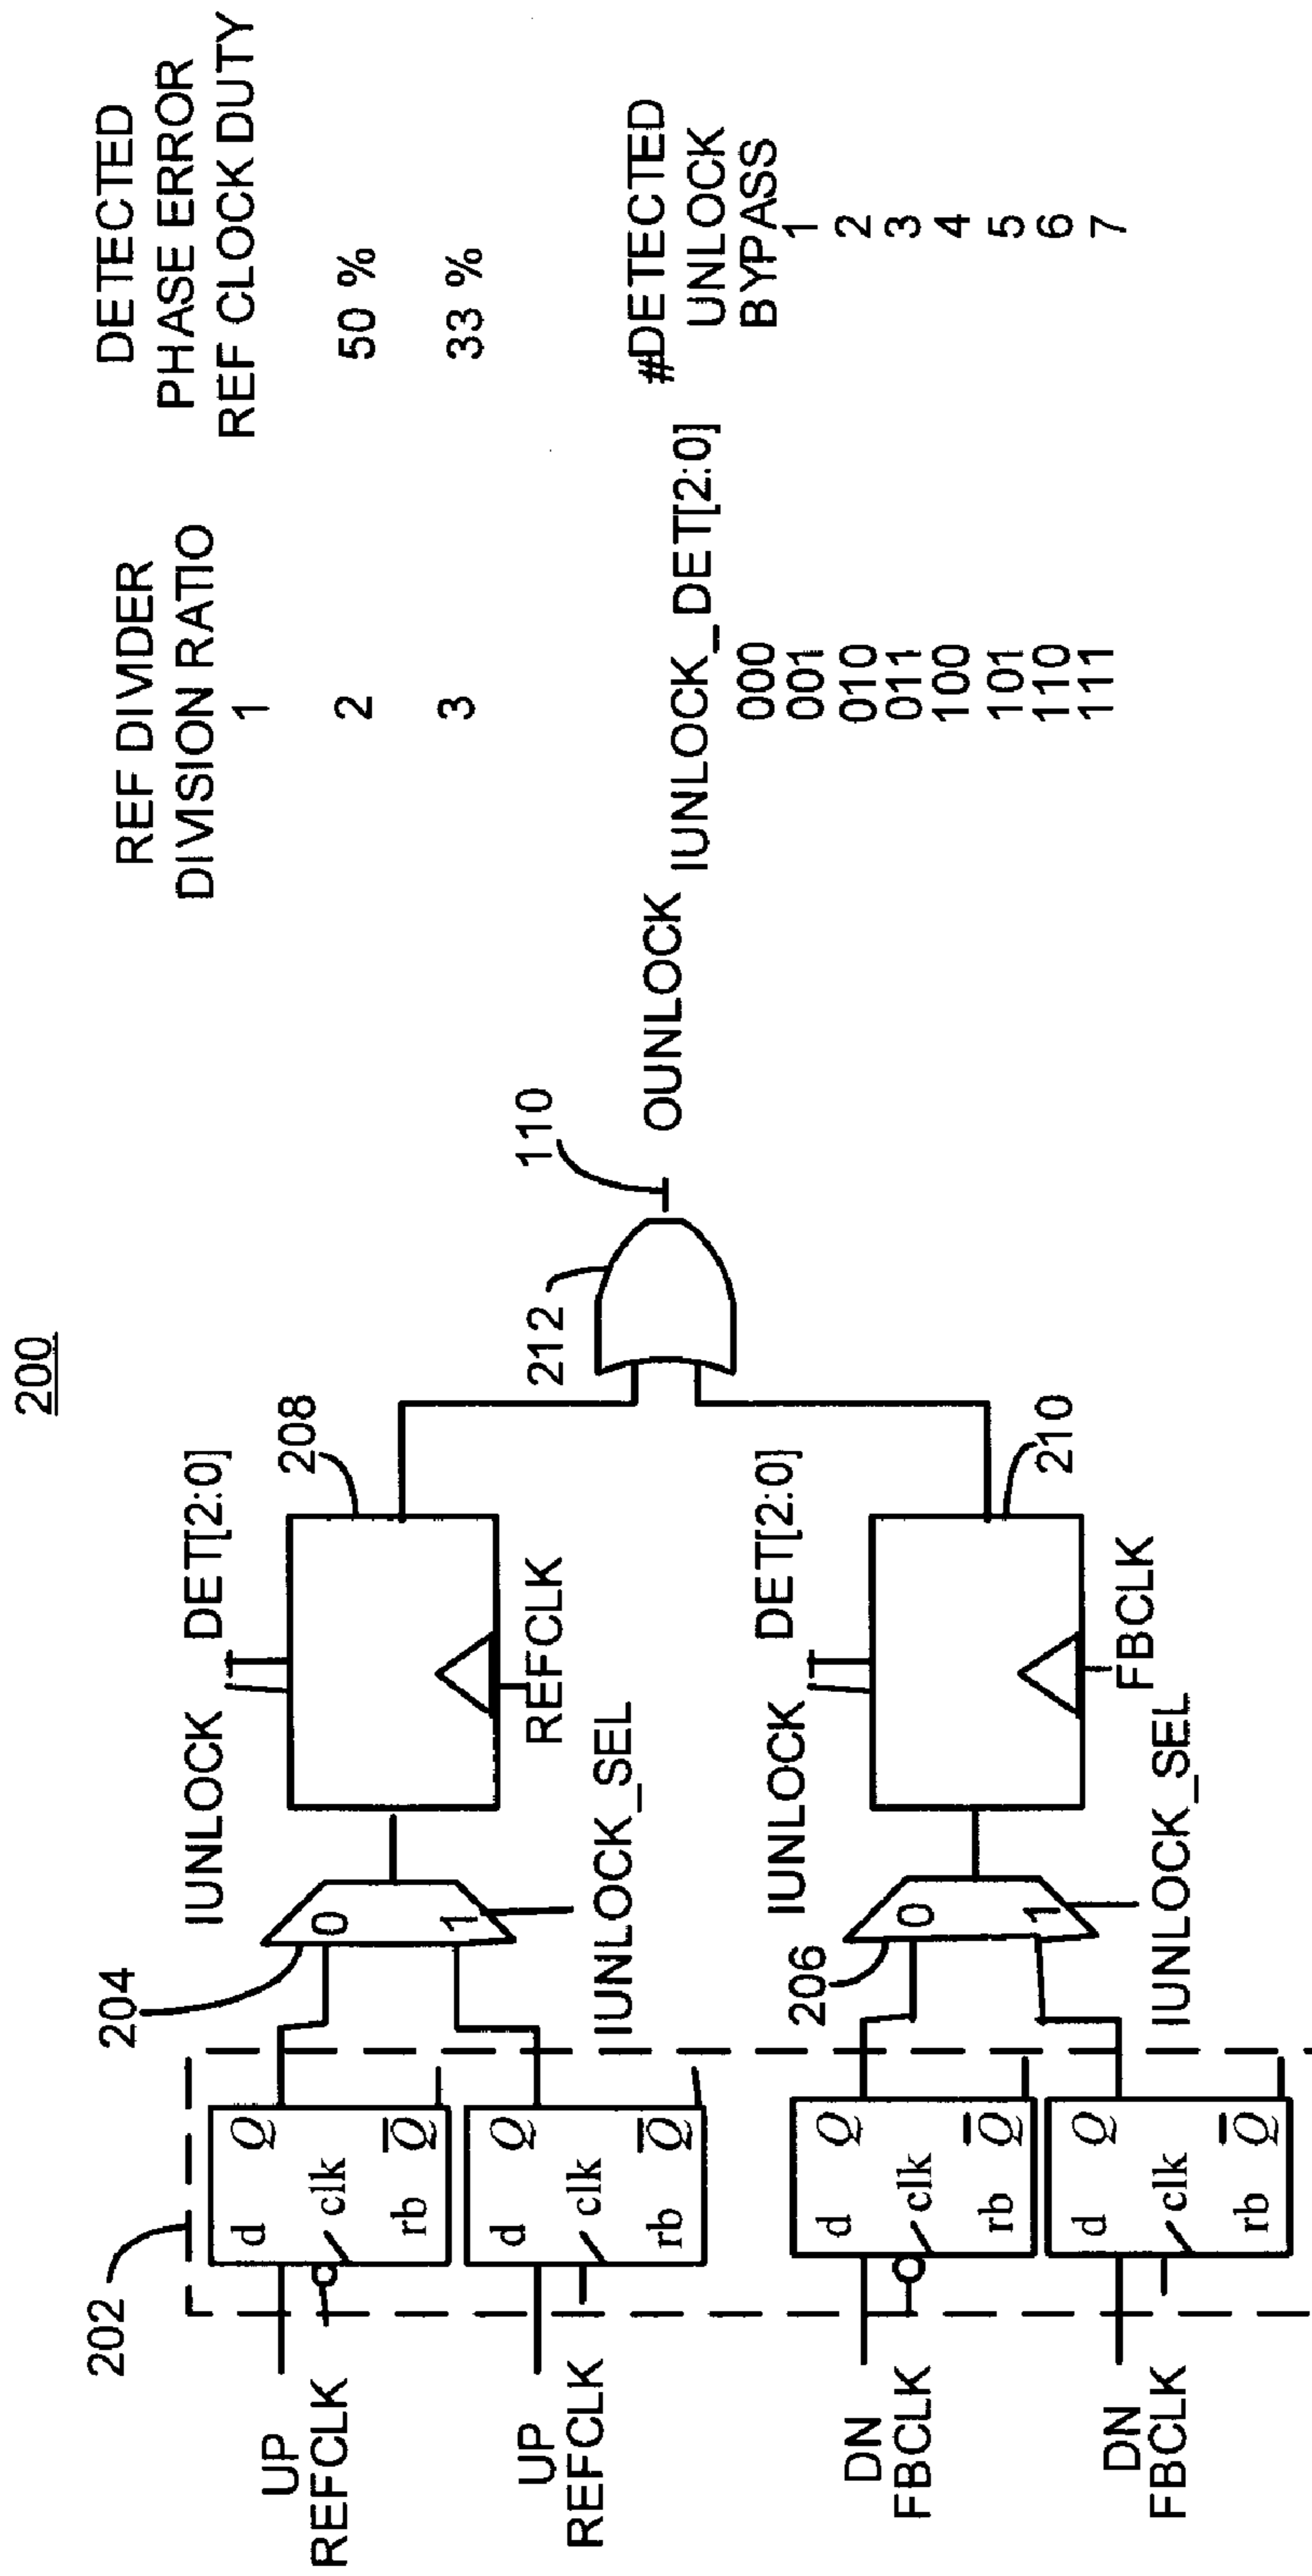 200
202
UP
REFCLK
d
Q
clk
rb
Q
UP
REFCLK
d
Q
clk
rb
Q
204
0
1
IUNLOCK_SEL
IUNLOCK DET[2:0]
208
REFCLK
DN
FBCLK
d
Q
clk
rb
Q
DN
FBCLK
d
Q
clk
rb
Q
206
0
1
IUNLOCK_SEL
IUNLOCK DET[2:0]
210
FBCLK
212
110
OUNLOCK
REF DIVIDER
DIVISION RATIO
1
2
3
DETECTED
PHASE ERROR
REF CLOCK DUTY
50 %
33 %
IUNLOCK_DET[2:0]
000
001
010
011
100
101
110
111
#DETECTED
UNLOCK
BYPASS
1
2
3
4
5
6
7